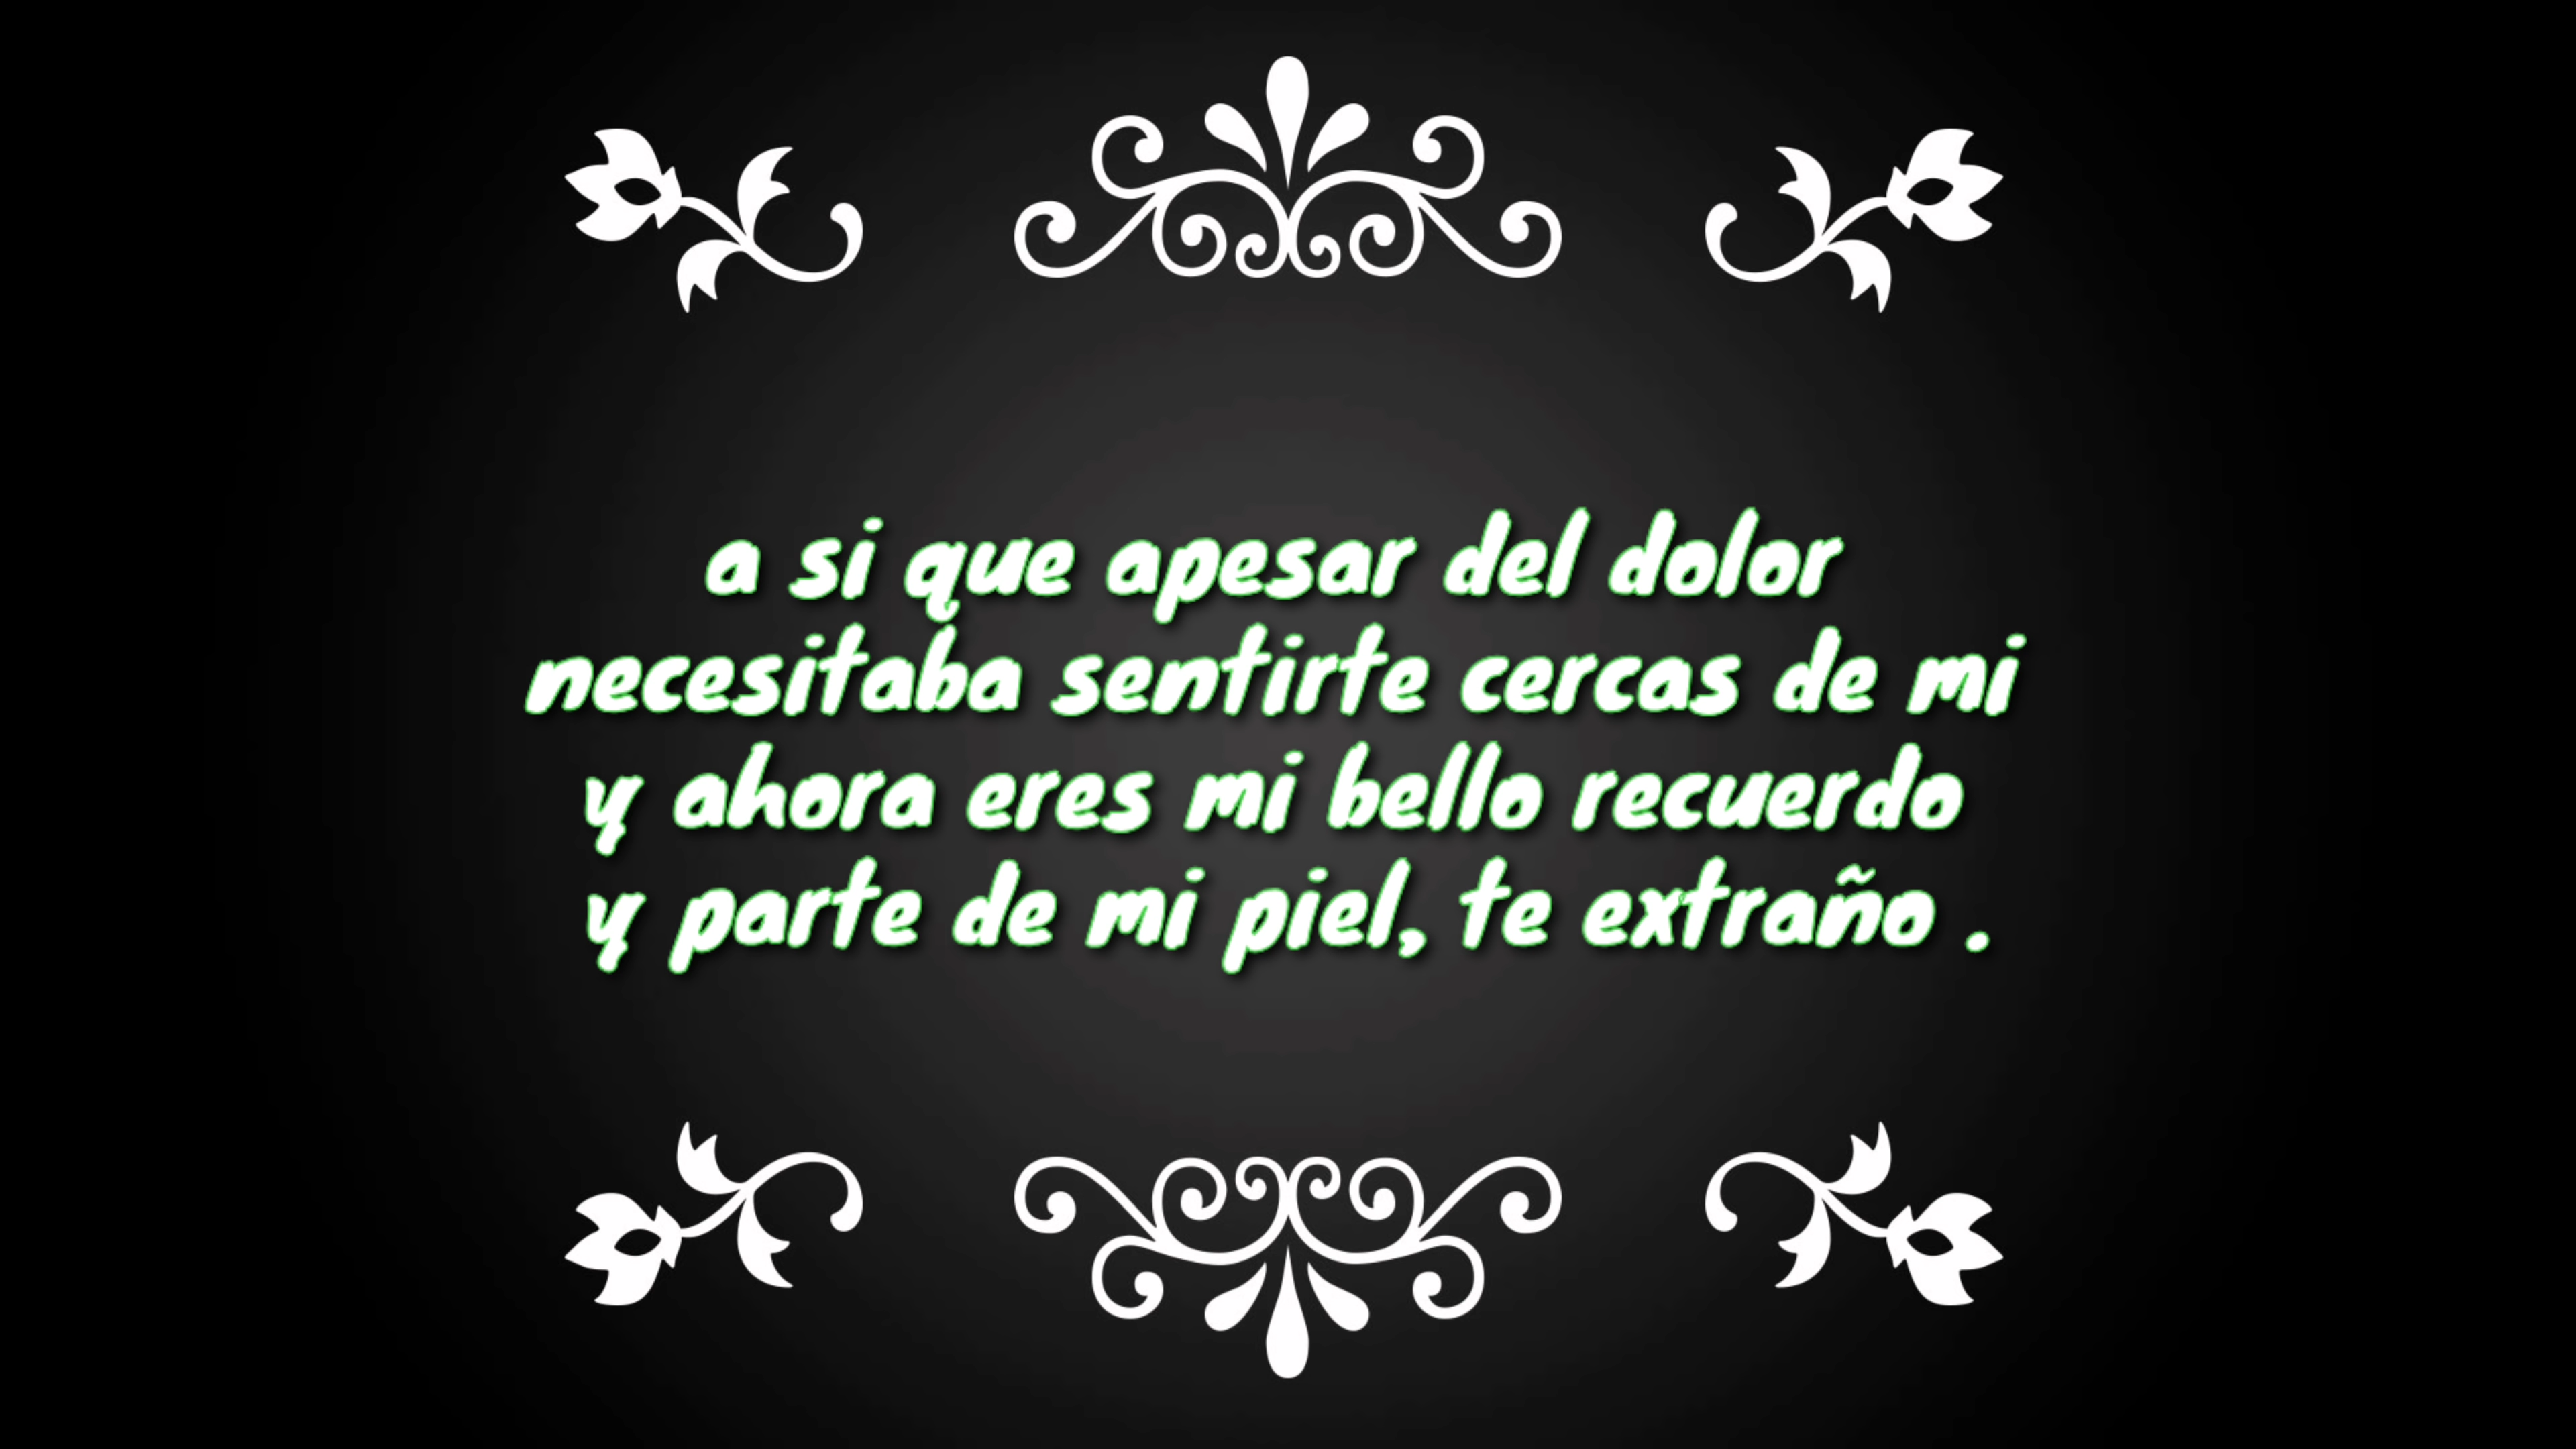 a si que apesar del dolor
necesitaba sentirte cercas de mi
y ahora eres mi bello recuerdo
y parte de mi piel, te extraño .